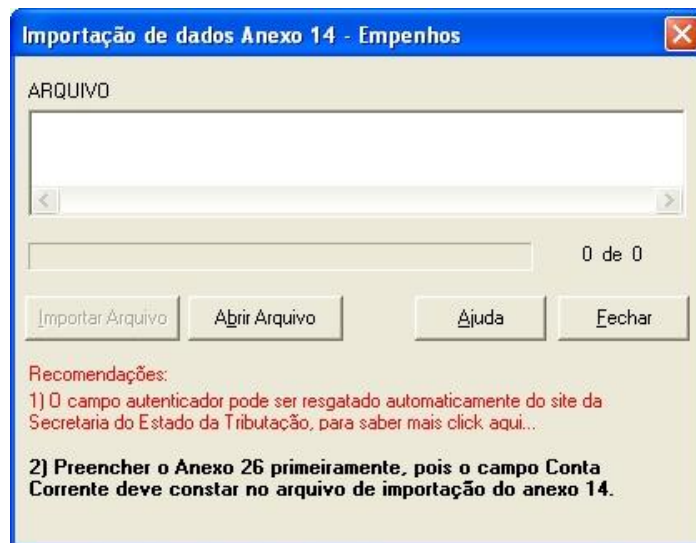 Importação de dados Anexo 14 - Empenhos
ARQUIVO
0 de 0
Importar Arquivo
Abrir Arquivo
Ajuda
Fechar
Recomendações:
1) O campo autenticador pode ser resgatado automaticamente do site da
Secretaria do Estado da Tributação, para saber mais click aqui...
2) Preencher o Anexo 26 primeiramente, pois o campo Conta
Corrente deve constar no arquivo de importação do anexo 14.